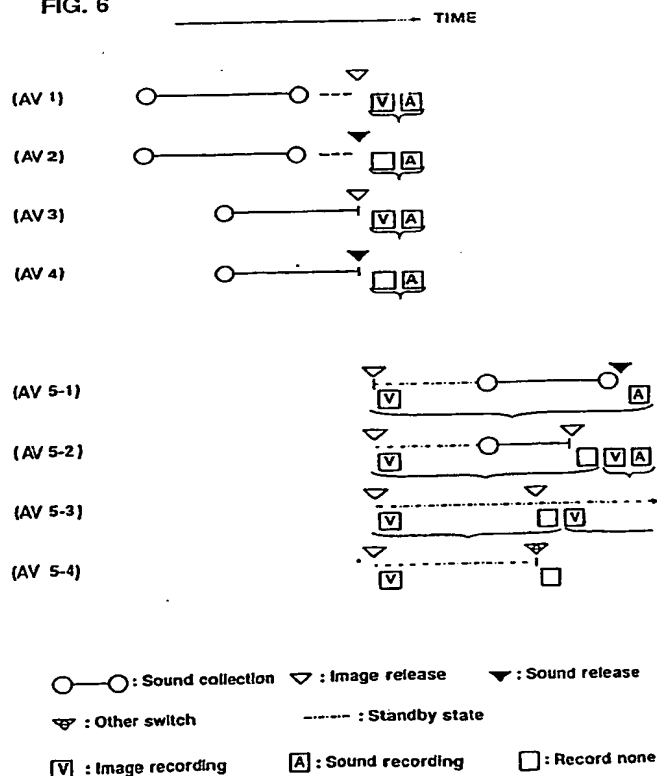 FIG. 6
TIME
(AV 1)
V A
(AV 2)
A
(AV 3)
V A
(AV 4)
A
(AV 5-1)
V A
(AV 5-2)
V V A
(AV 5-3)
V V
(AV 5-4)
V
: Sound collection : Image release : Sound release
: Other switch : Standby state
V : Image recording A : Sound recording : Record none